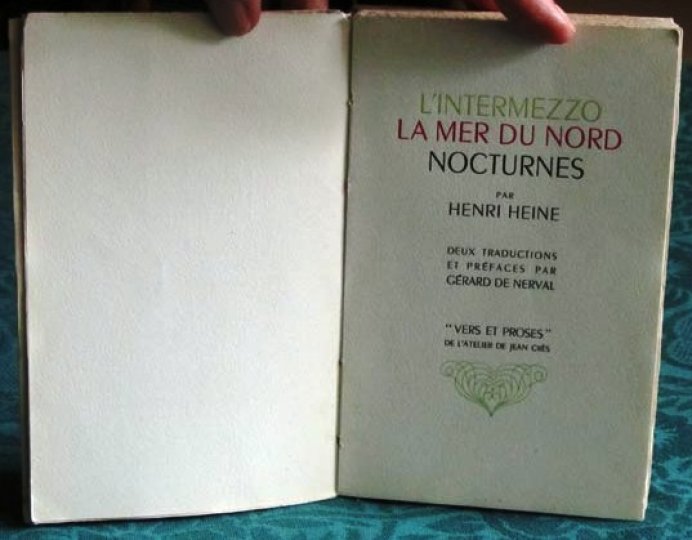 L'INTERMEZZO
LA MER DU NORD
NOCTURNES
PAR
HENRI HEINE
DEUX TRADUCTIONS
ET PRÉFACES PAR
GÉRARD DE NERVAL
"VERS ET PROSES"
DE L'ATELIER DE JEAN CRÈS